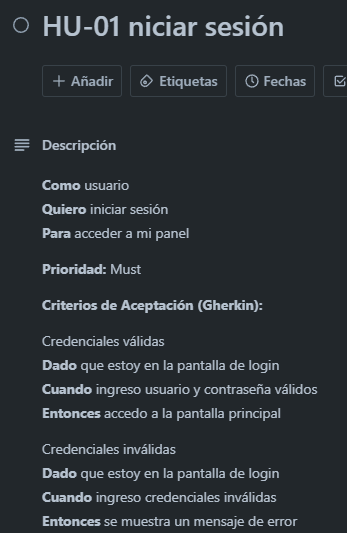 HU-01 niciar sesión
Añadir
Etiquetas
Fechas
Descripción
Como usuario
Quiero iniciar sesión
Para acceder a mi panel
Prioridad: Must
Criterios de Aceptación (Gherkin):
Credenciales válidas
Dado que estoy en la pantalla de login
Cuando ingreso usuario y contraseña válidos
Entonces accedo a la pantalla principal
Credenciales inválidas
Dado que estoy en la pantalla de login
Cuando ingreso credenciales inválidas
Entonces se muestra un mensaje de error